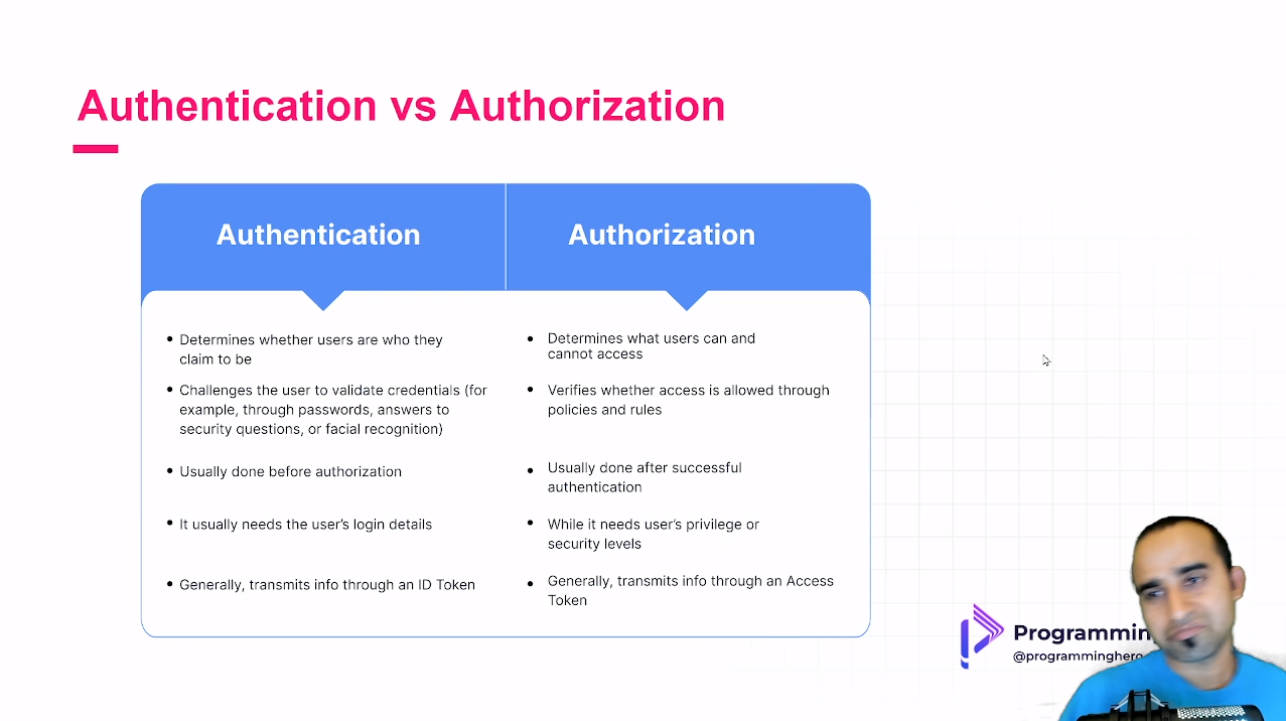 Authentication vs Authorization
Authentication
Authorization
• Determines whether users are who they
claim to be
• Challenges the user to validate credentials (for
example, through passwords, answers to
security questions, or facial recognition)
• Usually done before authorization
• It usually needs the user's login details
• Generally, transmits info through an ID Token
• Determines what users can and
cannot access
• Verifies whether access is allowed through
policies and rules
• Usually done after successful
authentication
• While it needs user's privilege or
security levels
• Generally, transmits info through an Access
Token
Programmin
@programminghero